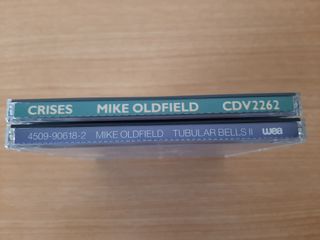 CRISES MIKE OLDFIELD CDV2262
4509-90618-2 MIKE OLDFIELD TUBULAR BELLS II wea